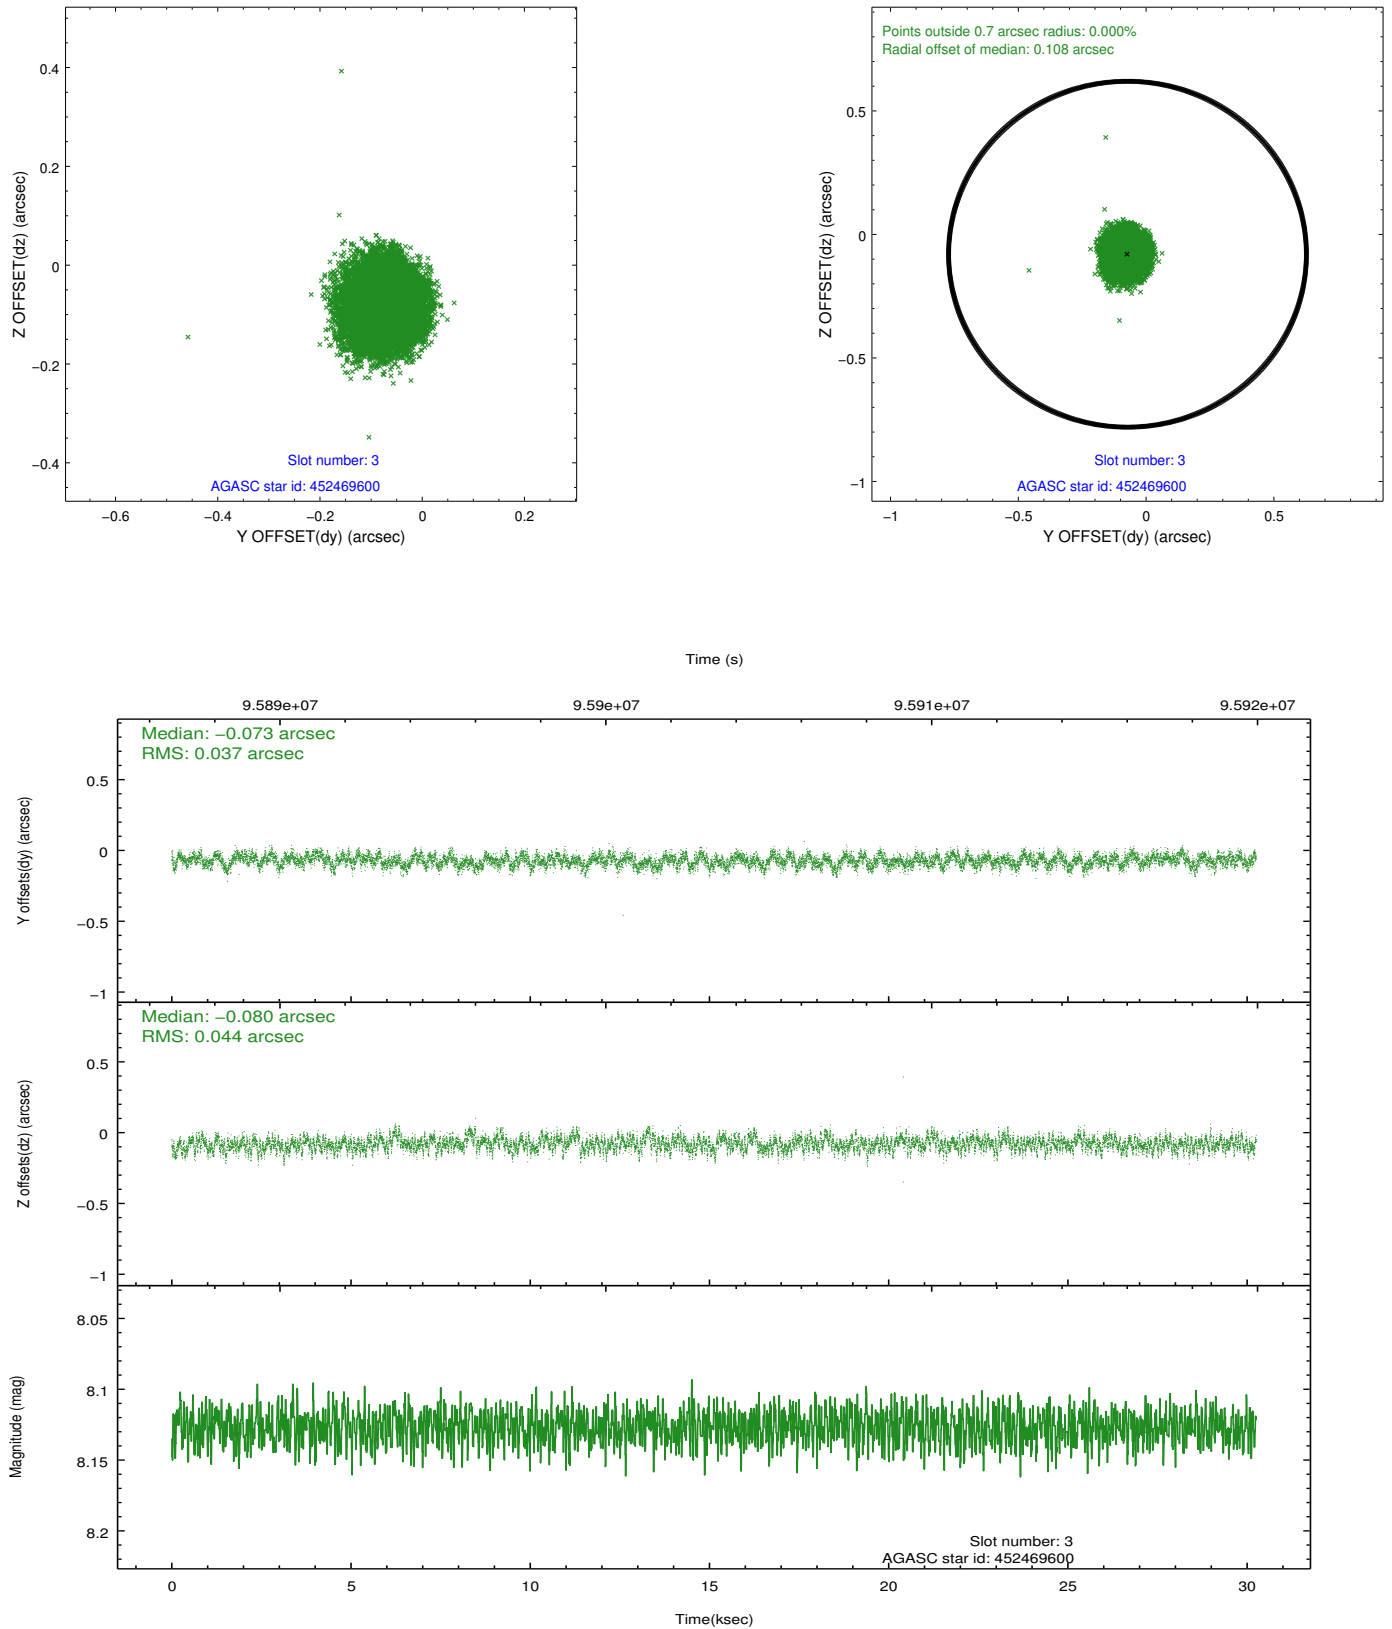 0.4
0.2
0
−0.2
−0.4
Z OFFSET(dz) (arcsec)
Slot number: 3
AGASC star id: 452469600
−0.6
−0.4
−0.2
0
0.2
Y OFFSET(dy) (arcsec)
Points outside 0.7 arcsec radius: 0.000%
Radial offset of median: 0.108 arcsec
0.5
0
−0.5
−1
Z OFFSET(dz) (arcsec)
Slot number: 3
AGASC star id: 452469600
−1
−0.5
0
0.5
Y OFFSET(dy) (arcsec)
Time (s)
9.589e+07
9.59e+07
9.591e+07
9.592e+07
Median: −0.073 arcsec
RMS: 0.037 arcsec
0.5
0
−0.5
−1
Y offsets(dy) (arcsec)
Median: −0.080 arcsec
RMS: 0.044 arcsec
0.5
0
−0.5
−1
Z offsets(dz) (arcsec)
8.05
8.1
8.15
8.2
Magnitude (mag)
Slot number: 3
AGASC star id: 452469600
0
5
10
15
20
25
30
Time(ksec)